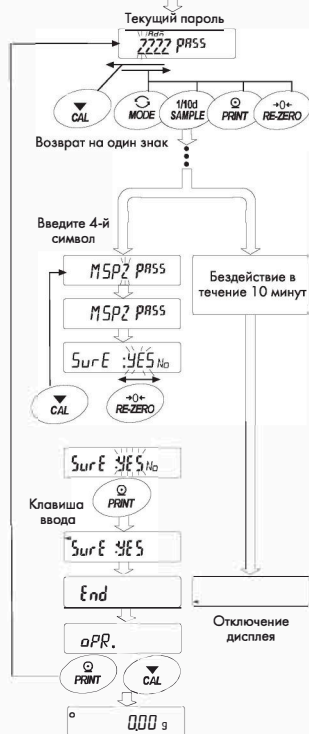 Текущий пароль
2222 PASS
CAL
MODE
1/10d
SAMPLE
PRINT
→0←
RE-ZERO
Возврат на один знак
Введите 4-й
символ
MSP2 PASS
Бездействие в
течение 10 минут
MSP2 PASS
SurE :YES No
CAL
→0←
RE-ZERO
SurE :YES No
PRINT
Клавиша
ввода
SurE :YES
End
Отключение
дисплея
oPR.
PRINT
CAL
0.00 g